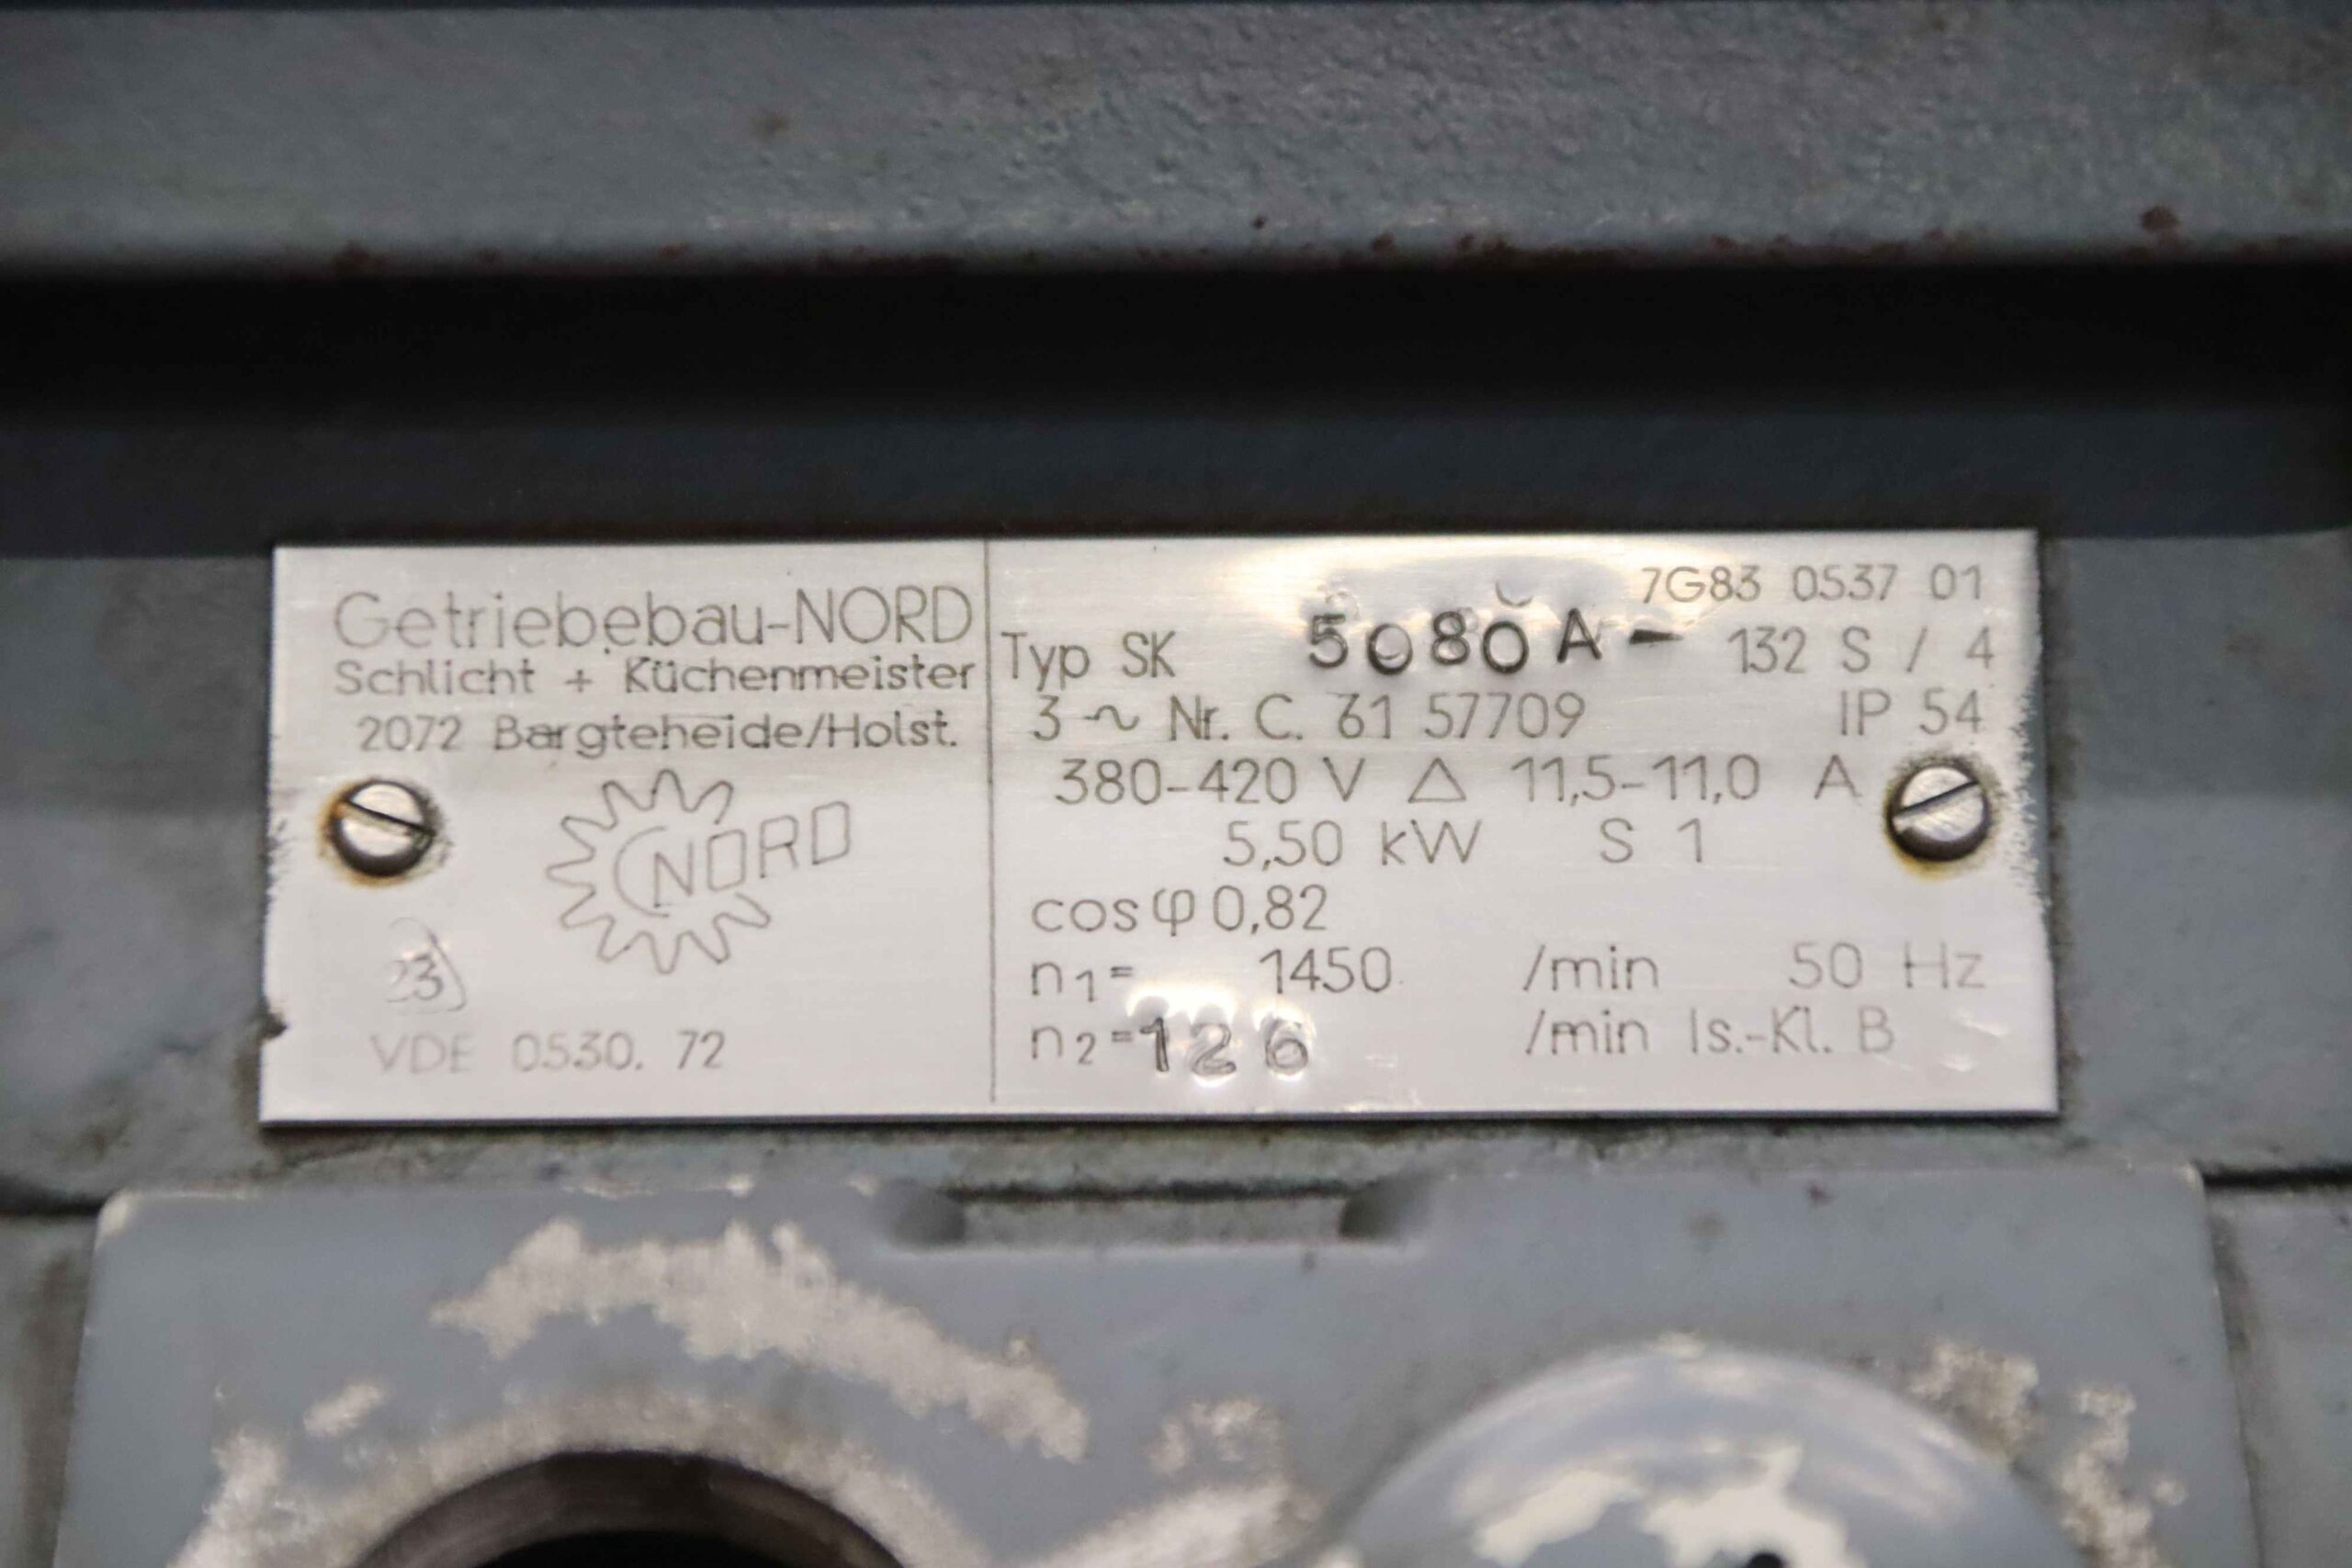 Getriebebau-NORD
Schlicht + Küchenmeister
2072 Bargteheide/Holst.
NORD
VDE 0530. 72
7G83 0537 01
Typ SK 5080A - 132 S / 4
3 ~ Nr. C. 61 57709 IP 54
380-420 V △ 11,5-11,0 A
5,50 kW S 1
cos φ 0,82
n1= 1450 /min 50 Hz
n2=126 /min Is.-Kl. B